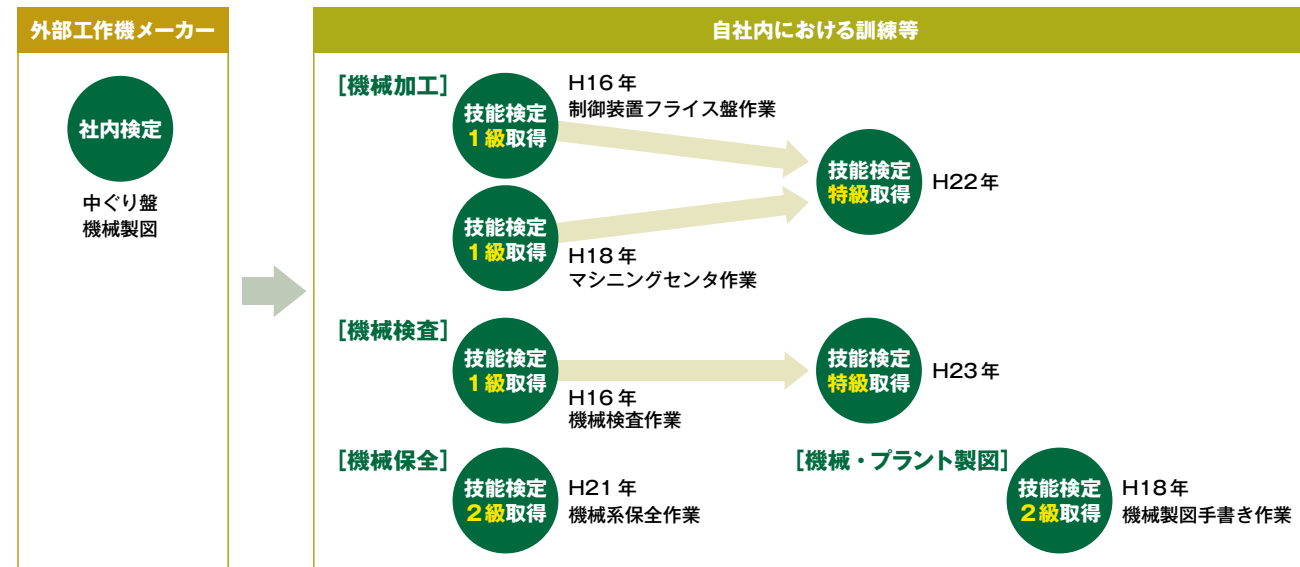 外部工作機メーカー
社内検定
中ぐり盤
機械製図
自社内における訓練等
［機械加工］
技能検定
1級取得
H16年
制御装置フライス盤作業
技能検定
1級取得
H18年
マシニングセンタ作業
技能検定
特級取得
H22年
［機械検査］
技能検定
1級取得
H16年
機械検査作業
技能検定
特級取得
H23年
［機械保全］
技能検定
2級取得
H21年
機械系保全作業
［機械・プラント製図］
技能検定
2級取得
H18年
機械製図手書き作業